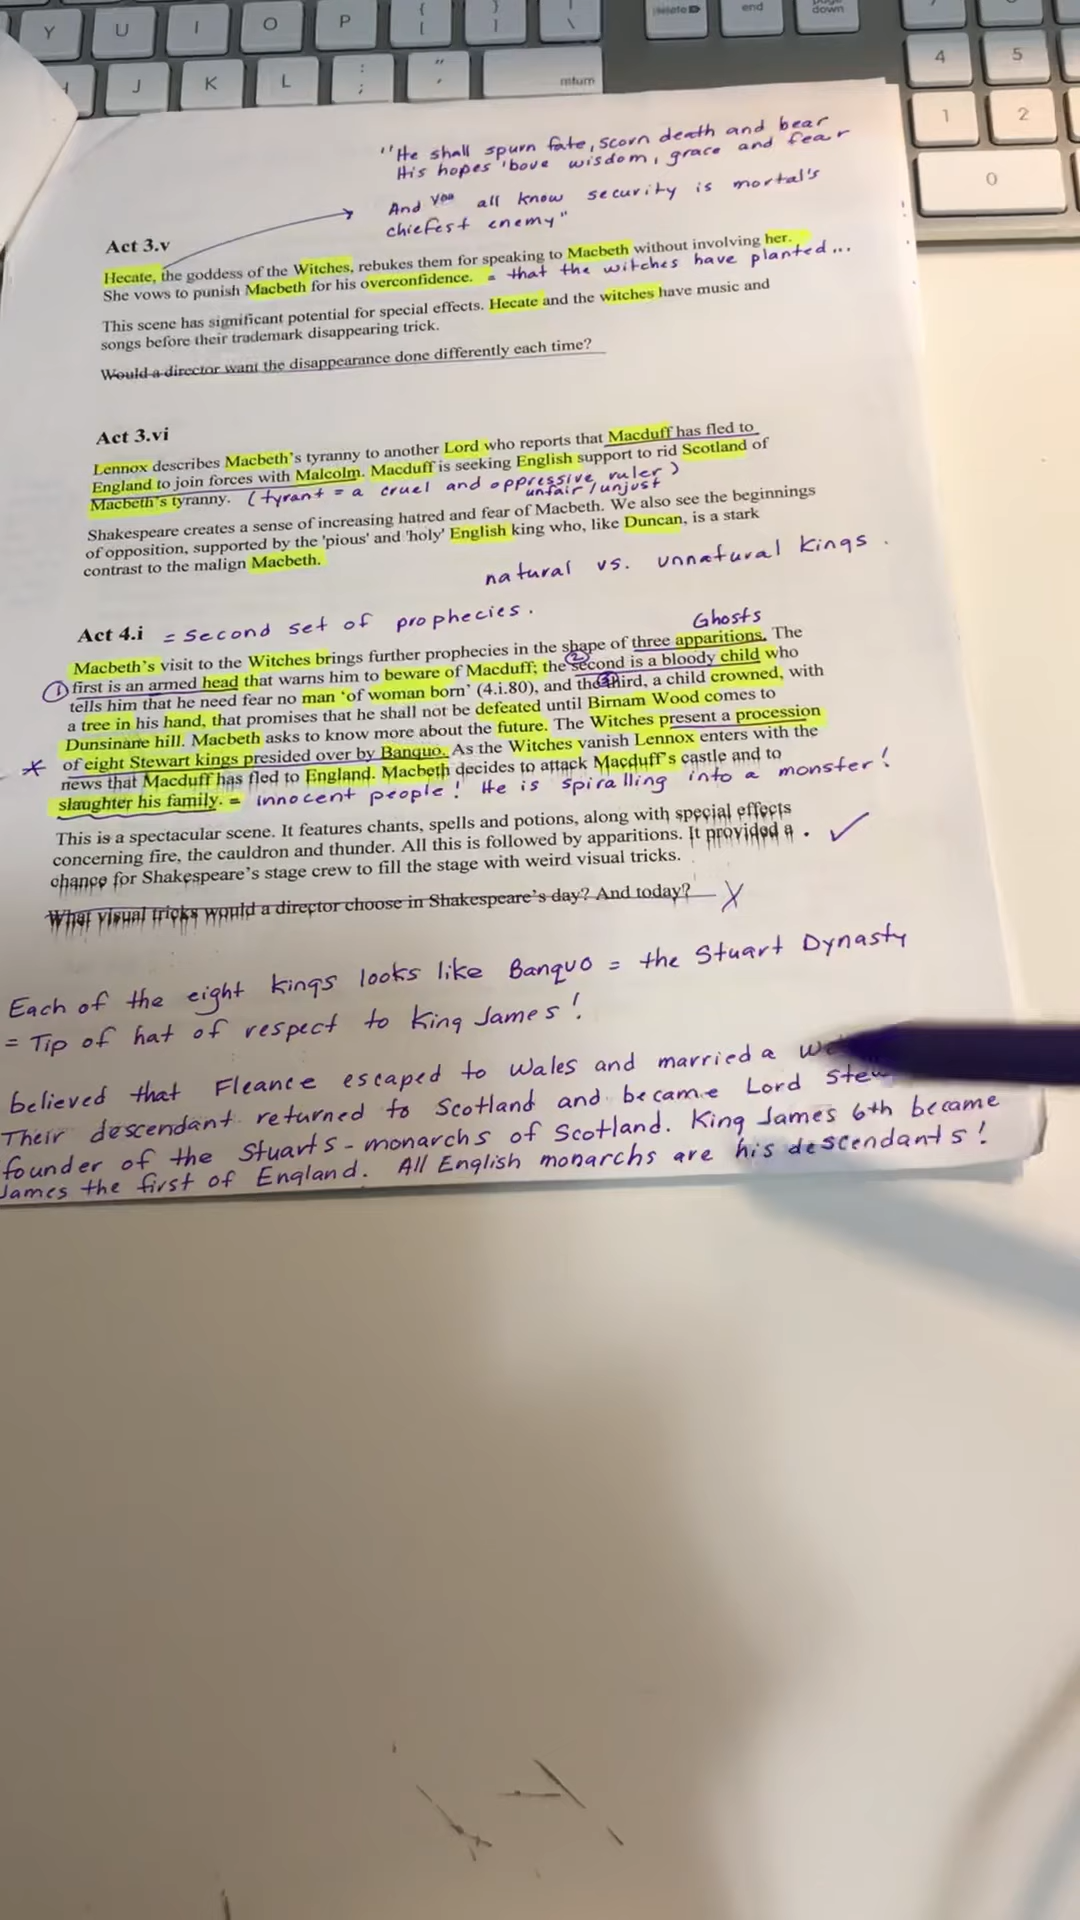 Y U I O P { [ } ] | \ delete end page down
J K L : ; " ' return 4 5
1 2
0
"He shall spurn fate, scorn death and bear
His hopes 'bove wisdom, grace and fear
And you all know security is mortal's
chiefest enemy"
Act 3.v
Hecate, the goddess of the Witches, rebukes them for speaking to Macbeth without involving her.
She vows to punish Macbeth for his overconfidence. = that the witches have planted...
This scene has significant potential for special effects. Hecate and the witches have music and
songs before their trademark disappearing trick.
Would a director want the disappearance done differently each time?
Act 3.vi
Lennox describes Macbeth's tyranny to another Lord who reports that Macduff has fled to
England to join forces with Malcolm. Macduff is seeking English support to rid Scotland of
Macbeth's tyranny. (tyrant = a cruel and oppressive ruler)
unfair/unjust
Shakespeare creates a sense of increasing hatred and fear of Macbeth. We also see the beginnings
of opposition, supported by the 'pious' and 'holy' English king who, like Duncan, is a stark
contrast to the malign Macbeth.
natural vs. unnatural kings.
Act 4.i = second set of prophecies.
Ghosts
Macbeth's visit to the Witches brings further prophecies in the shape of three apparitions. The
① first is an armed head that warns him to beware of Macduff; the ② second is a bloody child who
tells him that he need fear no man 'of woman born' (4.i.80), and the ③ third, a child crowned, with
a tree in his hand, that promises that he shall not be defeated until Birnam Wood comes to
Dunsinane hill. Macbeth asks to know more about the future. The Witches present a procession
* of eight Stewart kings presided over by Banquo. As the Witches vanish Lennox enters with the
news that Macduff has fled to England. Macbeth decides to attack Macduff's castle and to
slaughter his family. = innocent people! He is spiralling into a monster!
This is a spectacular scene. It features chants, spells and potions, along with special effects
concerning fire, the cauldron and thunder. All this is followed by apparitions. It provided a . ✓
chance for Shakespeare's stage crew to fill the stage with weird visual tricks.
What visual tricks would a director choose in Shakespeare's day? And today? X
Each of the eight kings looks like Banquo = the Stuart Dynasty
= Tip of hat of respect to King James!
believed that Fleance escaped to Wales and married a
Their descendant returned to Scotland and became Lord
founder of the Stuarts - monarchs of Scotland. King James 6th became
James the first of England. All English monarchs are his descendants!